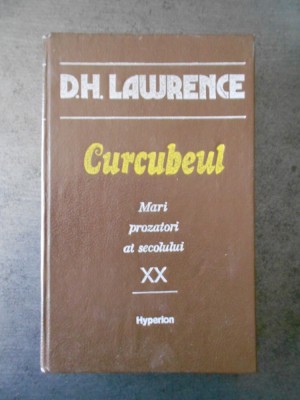 D.H. LAWRENCE
Curcubeul
Mari
prozatori
ai secolului
XX
Hyperion